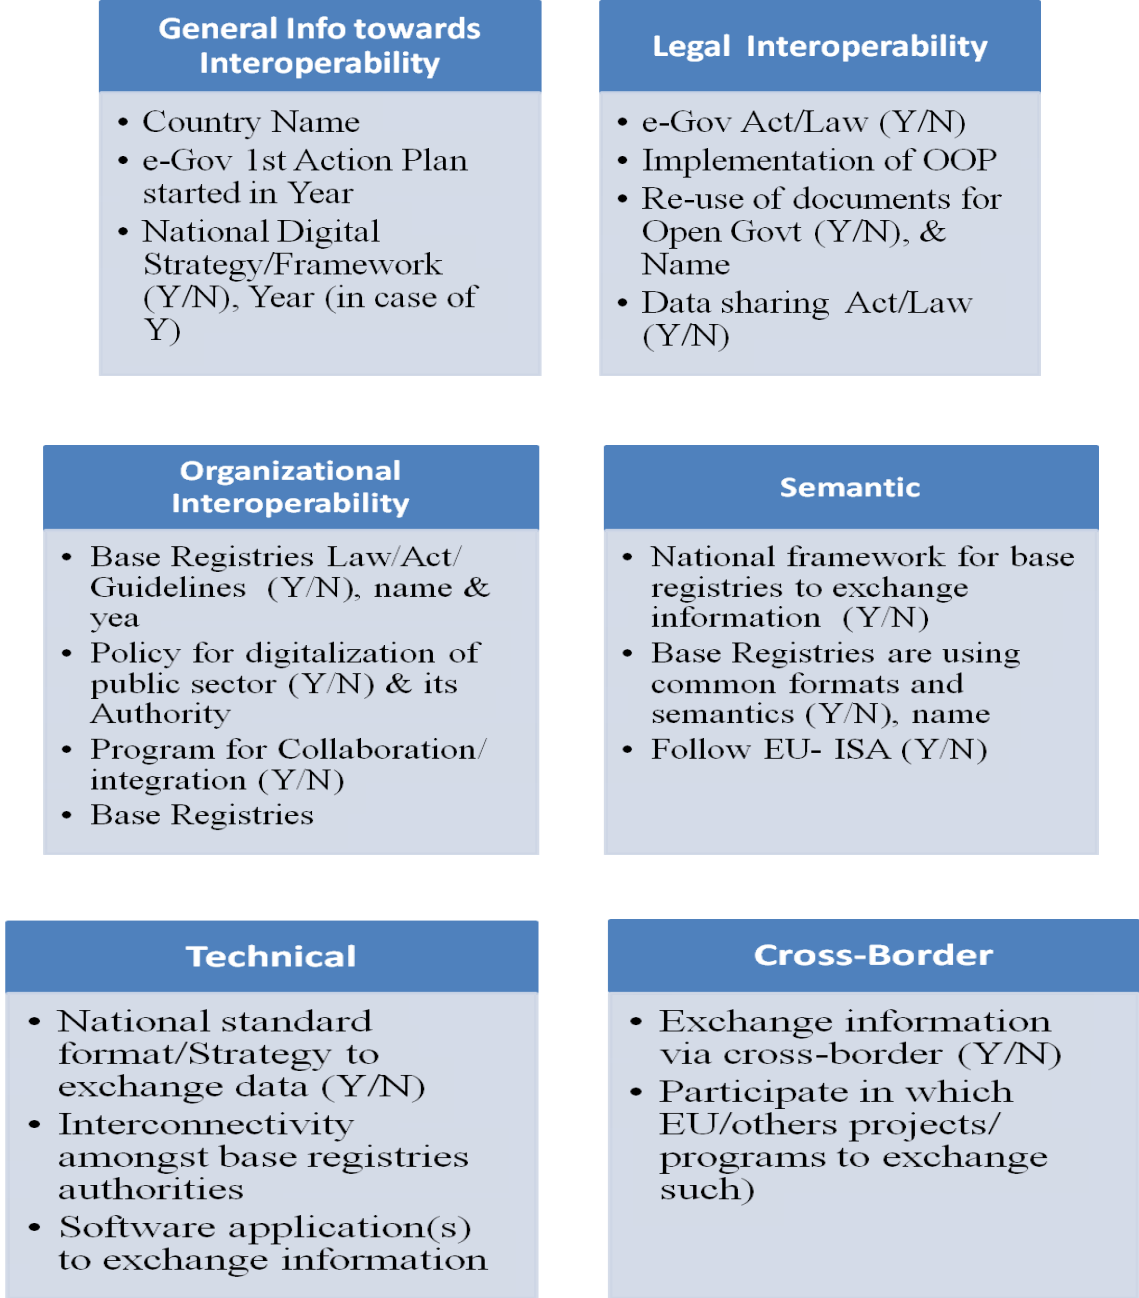 General Info towards
Interoperability
• Country Name
• e-Gov 1st Action Plan
started in Year
• National Digital
Strategy/Framework
(Y/N), Year (in case of
Y)
Legal Interoperability
• e-Gov Act/Law (Y/N)
• Implementation of OOP
• Re-use of documents for
Open Govt (Y/N), &
Name
• Data sharing Act/Law
(Y/N)
Organizational
Interoperability
• Base Registries Law/Act/
Guidelines (Y/N), name &
yea
• Policy for digitalization of
public sector (Y/N) & its
Authority
• Program for Collaboration/
integration (Y/N)
• Base Registries
Semantic
• National framework for base
registries to exchange
information (Y/N)
• Base Registries are using
common formats and
semantics (Y/N), name
• Follow EU- ISA (Y/N)
Technical
• National standard
format/Strategy to
exchange data (Y/N)
• Interconnectivity
amongst base registries
authorities
• Software application(s)
to exchange information
Cross-Border
• Exchange information
via cross-border (Y/N)
• Participate in which
EU/others projects/
programs to exchange
such)